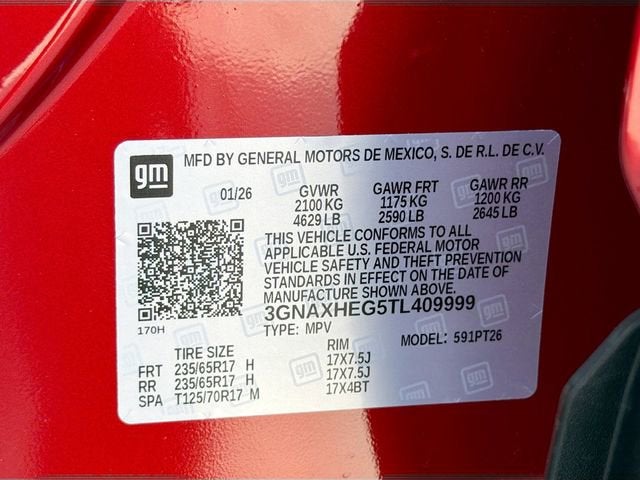 gm
MFD BY GENERAL MOTORS DE MEXICO, S. DE R.L. DE C.V.
01/26 GVWR GAWR FRT GAWR RR
2100 KG 1175 KG 1200 KG
4629 LB 2590 LB 2645 LB
THIS VEHICLE CONFORMS TO ALL
APPLICABLE U.S. FEDERAL MOTOR
VEHICLE SAFETY AND THEFT PREVENTION
STANDARDS IN EFFECT ON THE DATE OF
MANUFACTURE SHOWN ABOVE.
3GNAXHEG5TL409999
170H
TYPE: MPV MODEL: 591PT26
TIRE SIZE RIM
FRT 235/65R17 H 17X7.5J
RR 235/65R17 H 17X7.5J
SPA T125/70R17 M 17X4BT